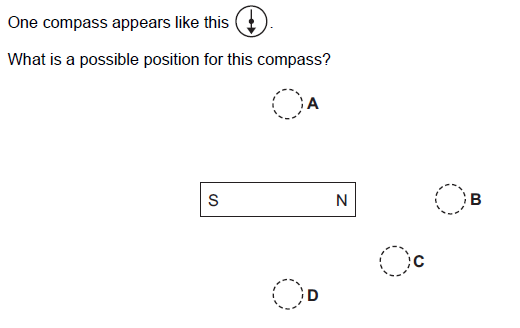 One compass appears like this .
What is a possible position for this compass?
A
S N
B
C
D